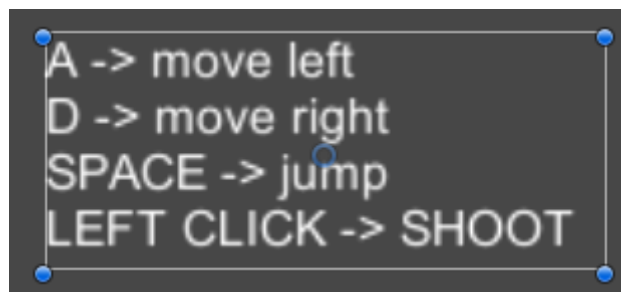 A -> move left
D -> move right
SPACE -> jump
LEFT CLICK -> SHOOT